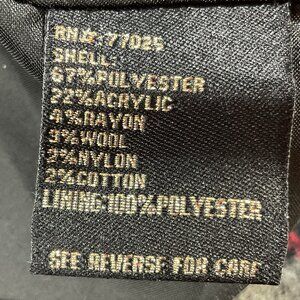 RN# 77025
SHELL:
67%POLYESTER
22%ACRYLIC
4%RAYON
3%WOOL
2%NYLON
2%COTTON
LINING:100%POLYESTER
SEE REVERSE FOR CARE